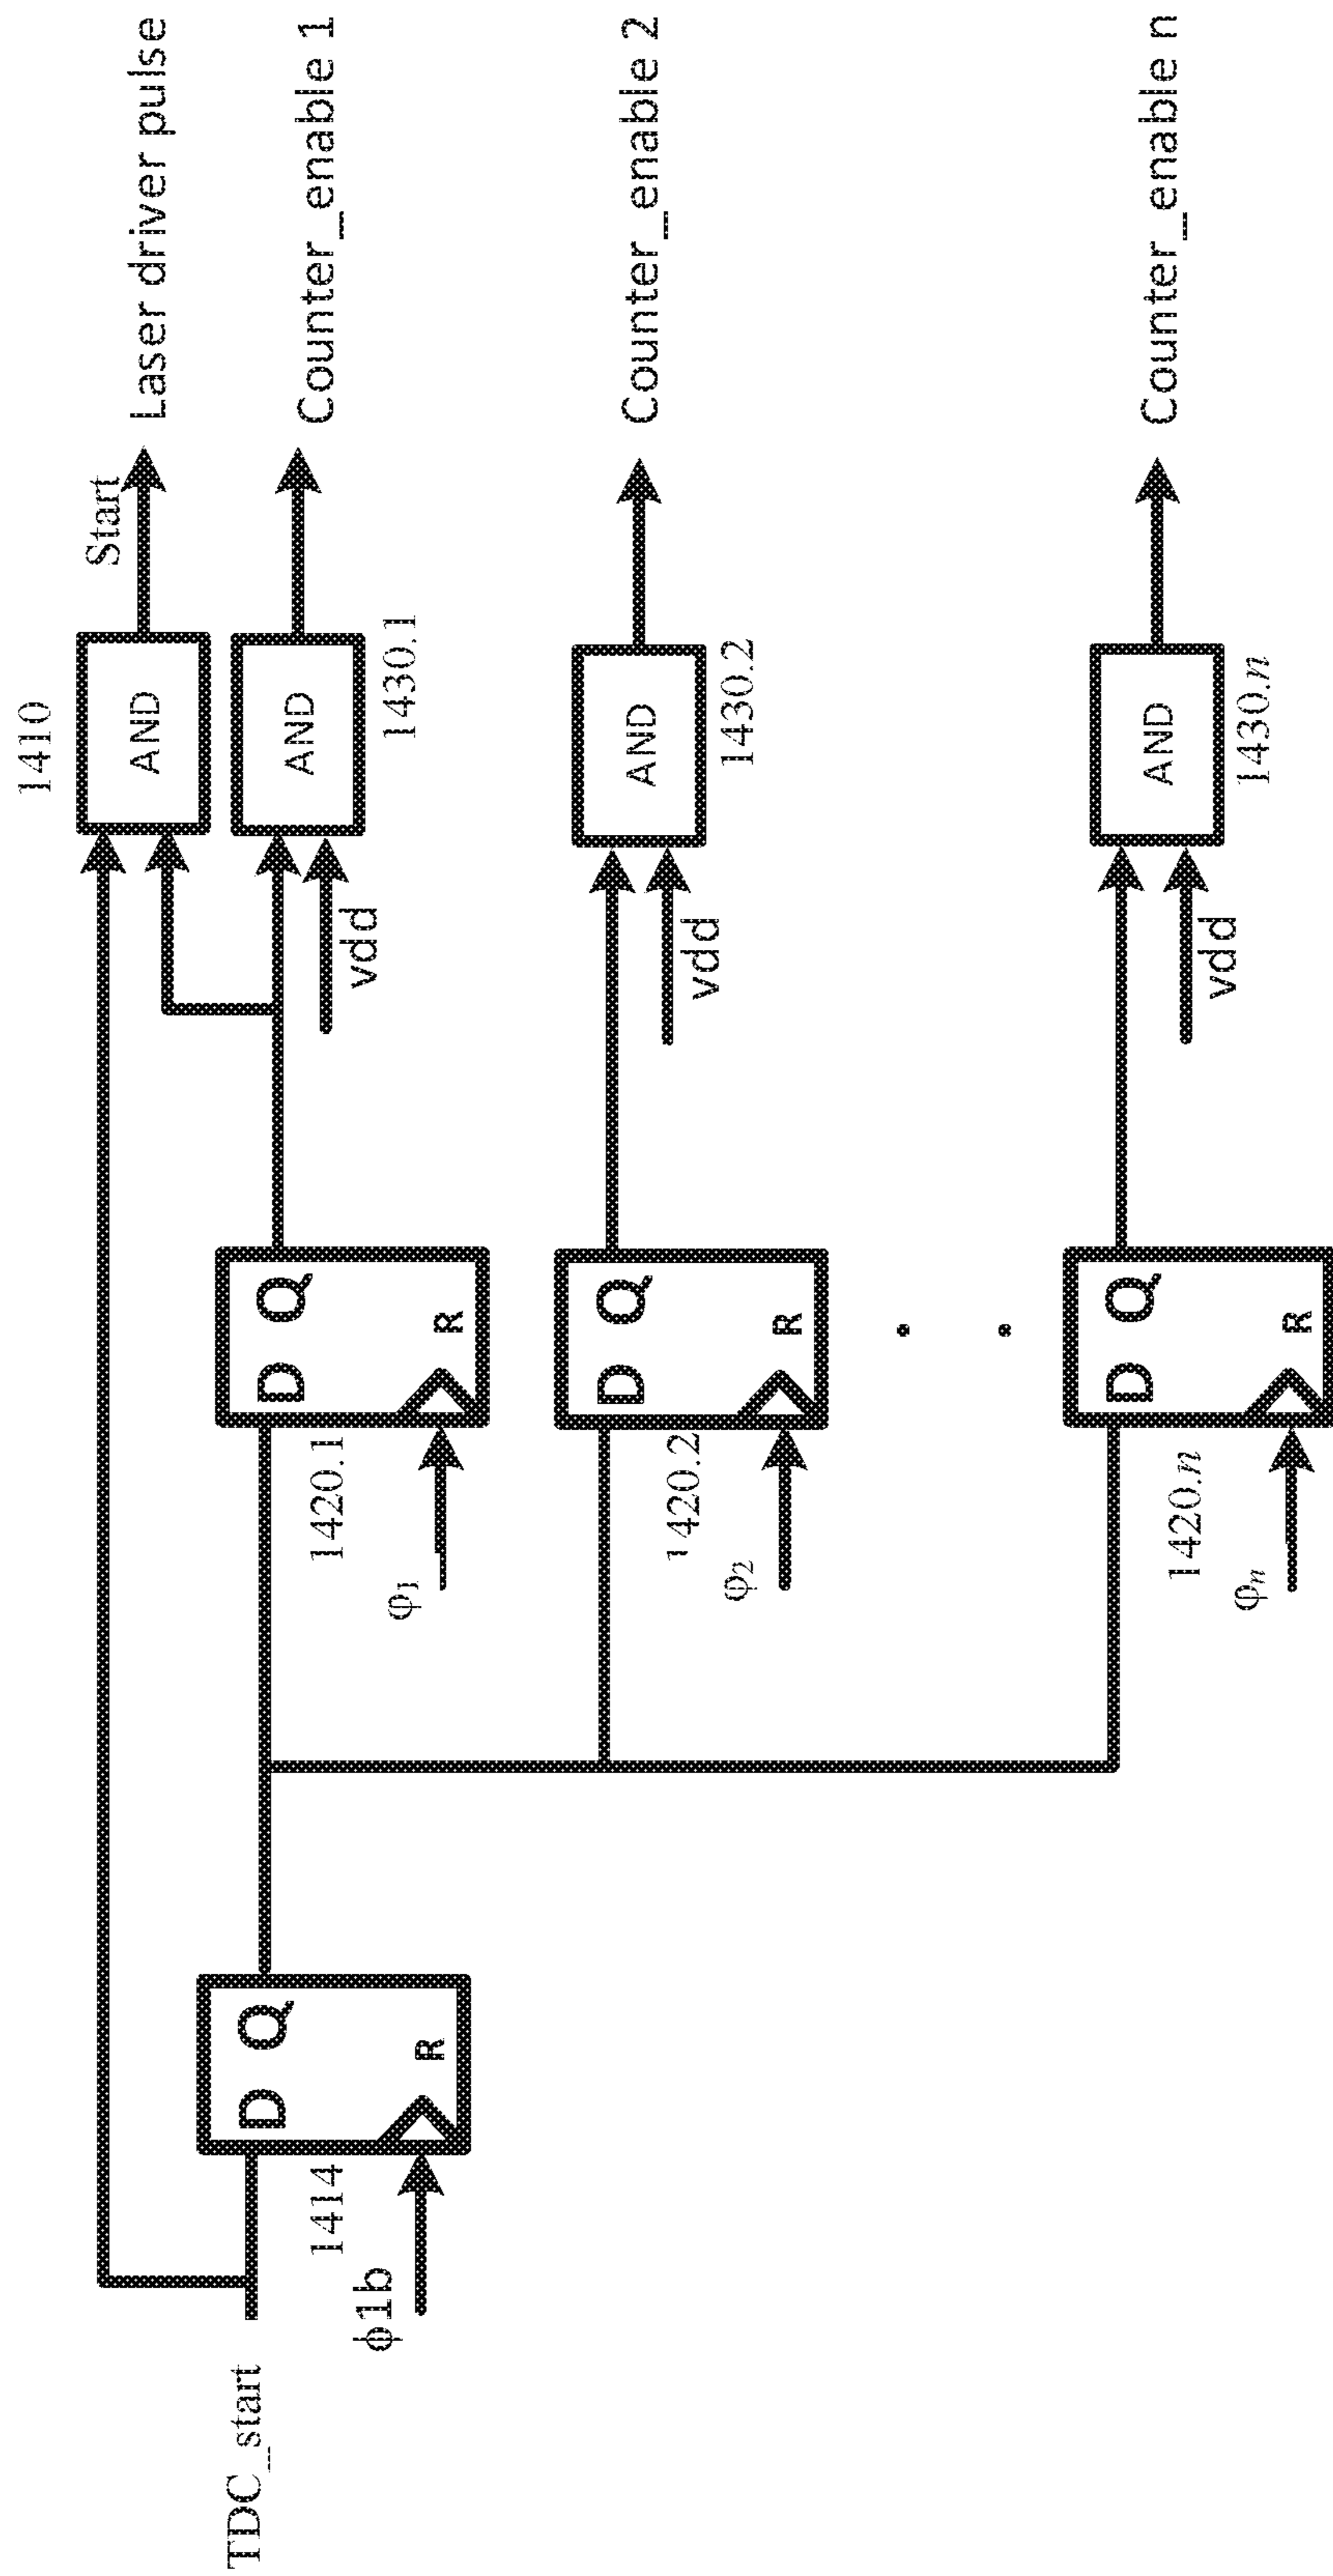 1410
AND
Start
Laser driver pulse
AND
1430.1
Counter_enable 1
vdd
TDC_start
D Q
R
1414
ϕ1b
D Q
R
1420.1
φ1
D Q
R
1420.2
φ2
AND
1430.2
Counter_enable 2
vdd
D Q
R
1420.n
φn
AND
1430.n
Counter_enable n
vdd